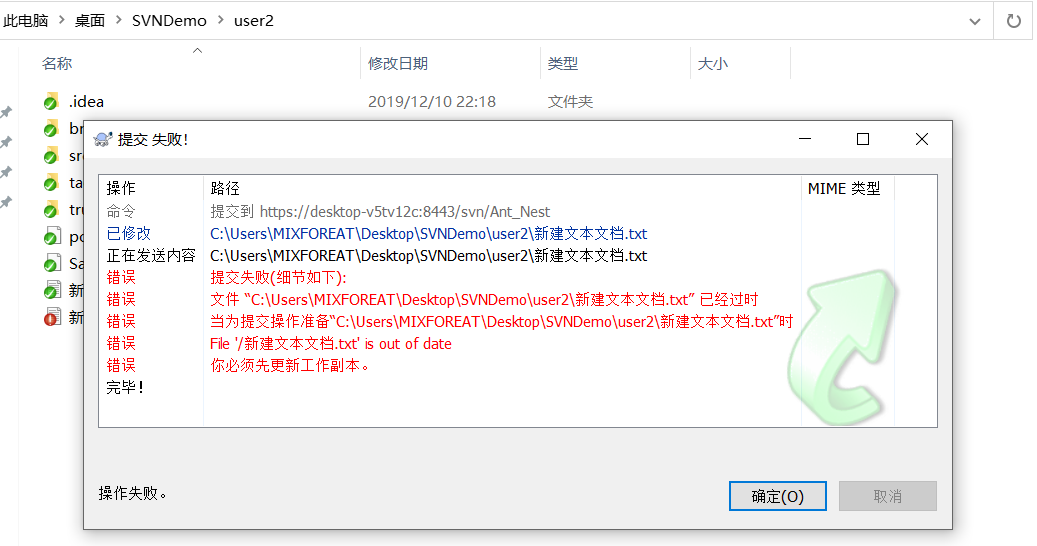 此电脑 > 桌面 > SVNDemo > user2
名称 修改日期 类型 大小
.idea 2019/12/10 22:18 文件夹
br
提交 失败!
sr
操作 路径 MIME 类型
ta
命令 提交到 https://desktop-v5tv12c:8443/svn/Ant_Nest
tru
已修改 C:\Users\MIXFOREAT\Desktop\SVNDemo\user2\新建文本文档.txt
po
正在发送内容 C:\Users\MIXFOREAT\Desktop\SVNDemo\user2\新建文本文档.txt
Sa
错误 提交失败(细节如下):
新
错误 文件 “C:\Users\MIXFOREAT\Desktop\SVNDemo\user2\新建文本文档.txt” 已经过时
新
错误 当为提交操作准备“C:\Users\MIXFOREAT\Desktop\SVNDemo\user2\新建文本文档.txt”时
错误 File '/新建文本文档.txt' is out of date
错误 你必须先更新工作副本。
完毕!
操作失败。
确定(O) 取消